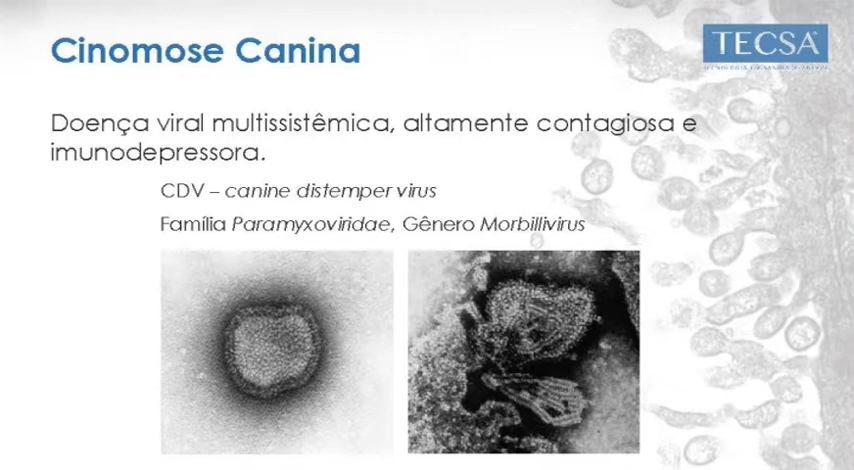 Cinomose Canina
TECSA
Doença viral multissistêmica, altamente contagiosa e
imunodepressora.
CDV – canine distemper virus
Família Paramyxoviridae, Gênero Morbillivirus